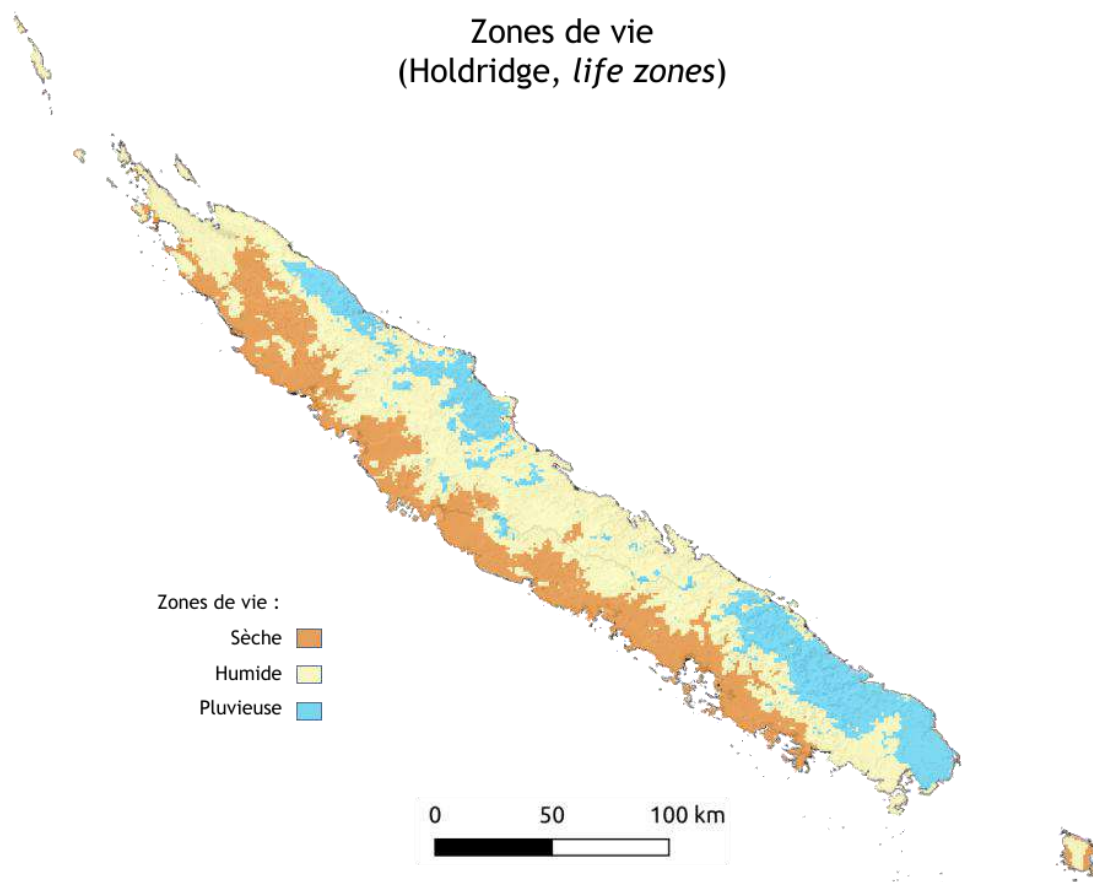 Zones de vie
(Holdridge, life zones)
Zones de vie :
Sèche
Humide
Pluvieuse
0 50 100 km